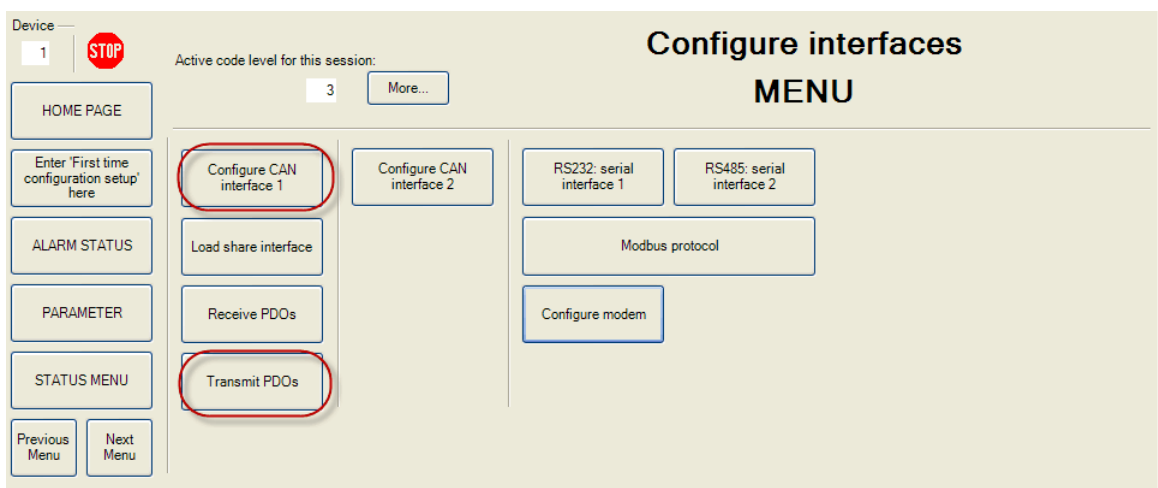 Device
1
STOP
Active code level for this session:
3
More...
Configure interfaces
MENU
HOME PAGE
Enter 'First time
configuration setup'
here
ALARM STATUS
PARAMETER
STATUS MENU
Previous
Menu
Next
Menu
Configure CAN
interface 1
Load share interface
Receive PDOs
Transmit PDOs
Configure CAN
interface 2
RS232: serial
interface 1
RS485: serial
interface 2
Modbus protocol
Configure modem